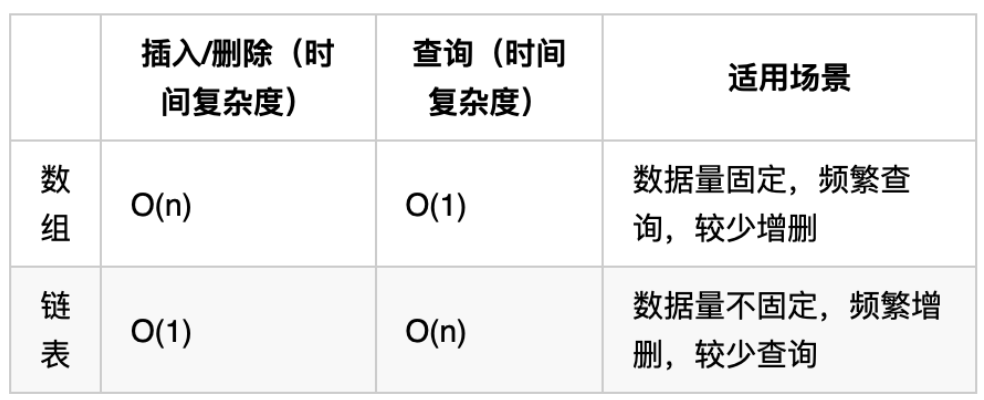 插入/删除（时
间复杂度）
查询（时间
复杂度）
适用场景
数
组
O(n)
O(1)
数据量固定，频繁查
询，较少增删
链
表
O(1)
O(n)
数据量不固定，频繁增
删，较少查询